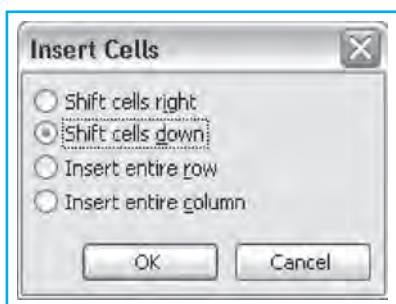 Insert Cells
Shift cells right
Shift cells down
Insert entire row
Insert entire column
OK Cancel